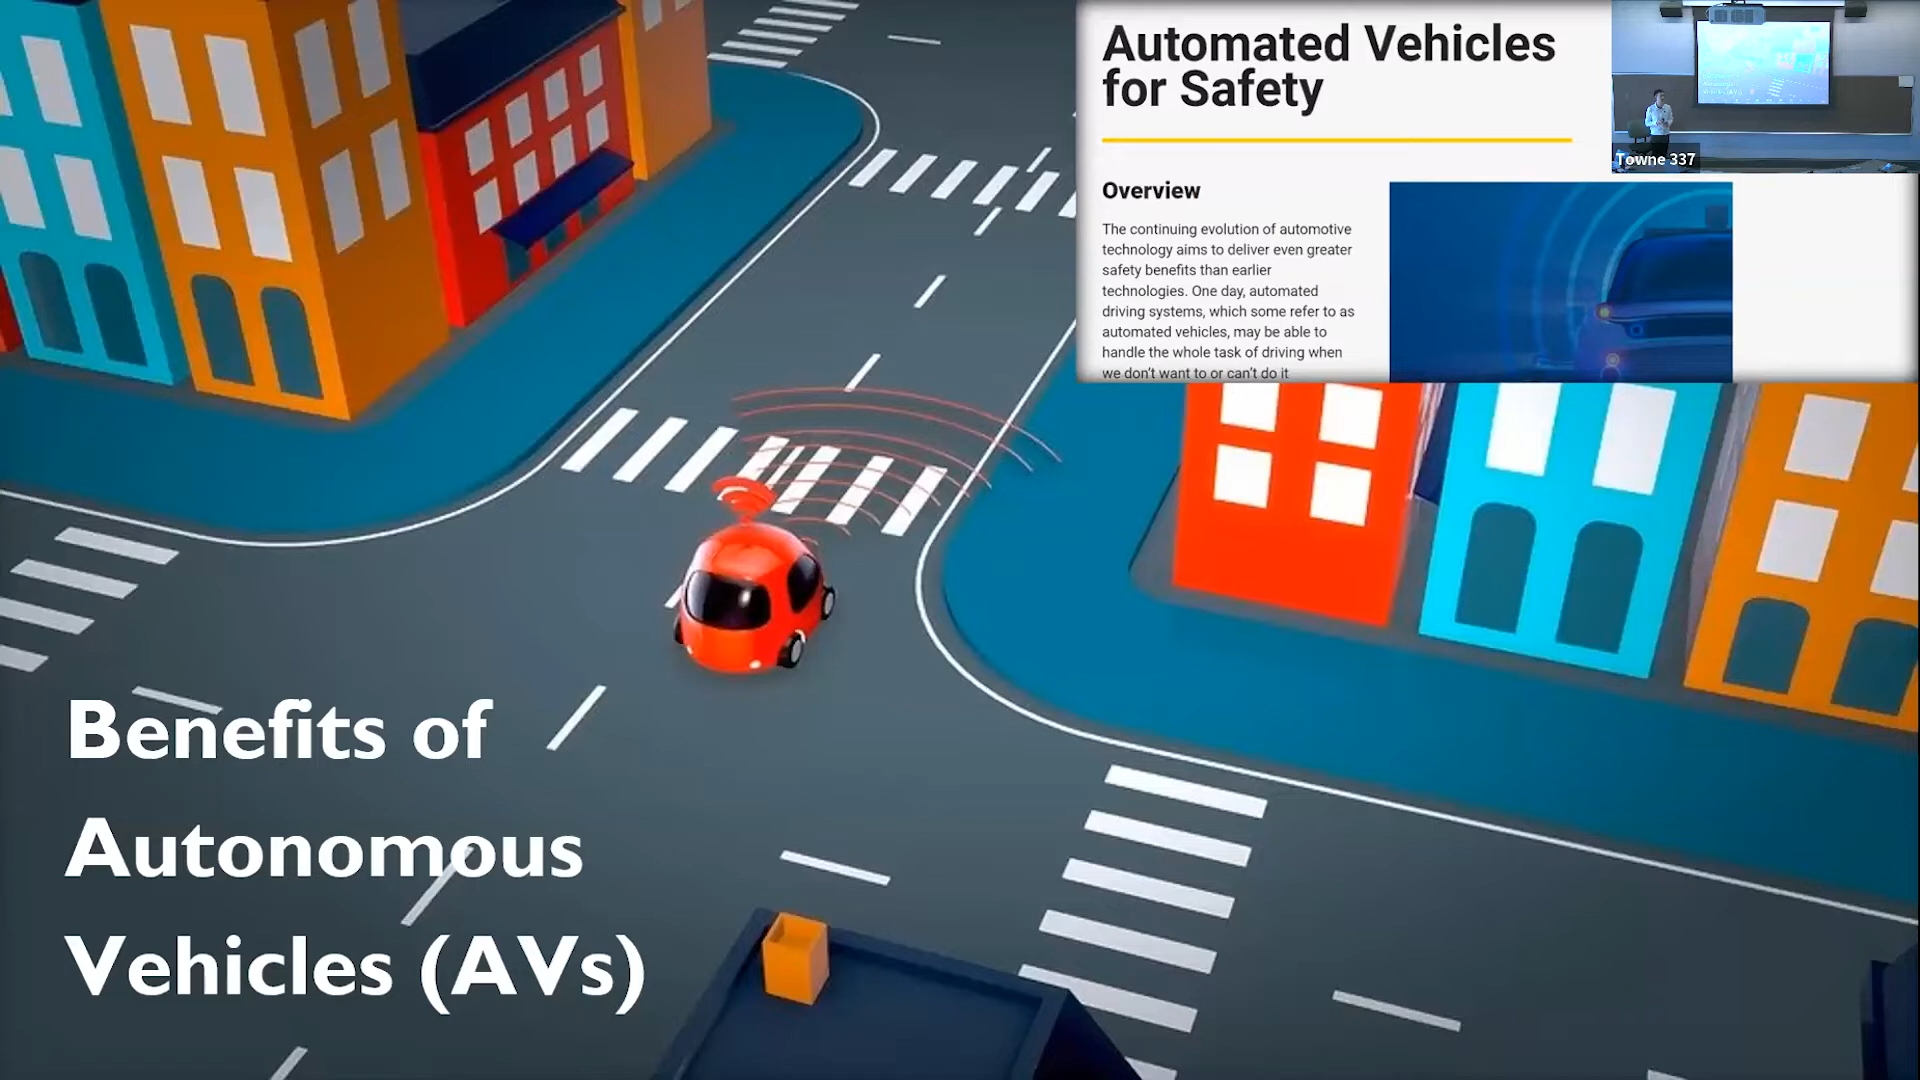 Automated Vehicles
for Safety
Overview
The continuing evolution of automotive
technology aims to deliver even greater
safety benefits than earlier
technologies. One day, automated
driving systems, which some refer to as
automated vehicles, may be able to
handle the whole task of driving when
we don't want to or can't do it
Towne 337
Benefits of
Autonomous
Vehicles (AVs)